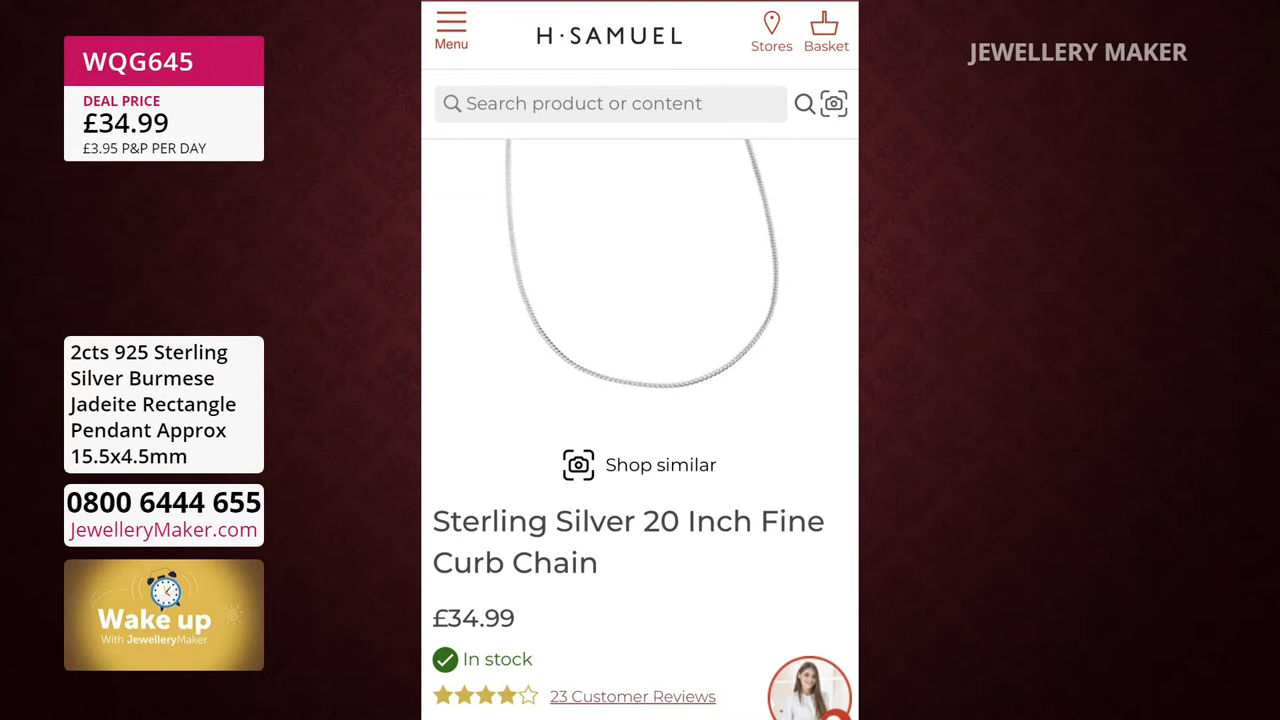 WQG645
DEAL PRICE
£34.99
£3.95 P&P PER DAY
2cts 925 Sterling
Silver Burmese
Jadeite Rectangle
Pendant Approx
15.5x4.5mm
0800 6444 655
JewelleryMaker.com
Wake up
With JewelleryMaker
Menu
H·SAMUEL
Stores
Basket
Search product or content
Shop similar
Sterling Silver 20 Inch Fine
Curb Chain
£34.99
In stock
23 Customer Reviews
JEWELLERY MAKER